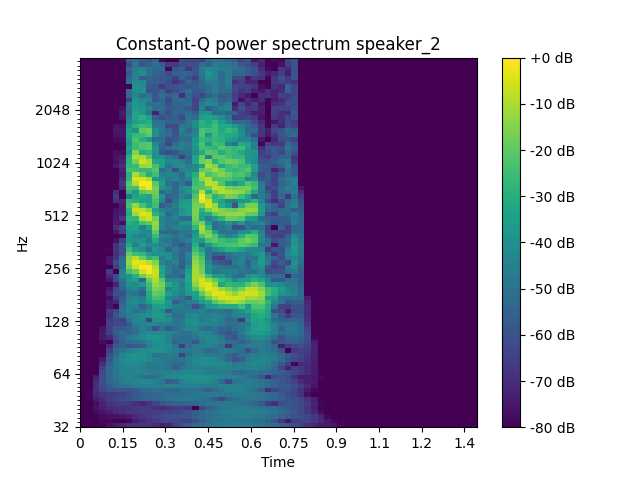 Constant-Q power spectrum speaker_2
Hz
2048
1024
512
256
128
64
32
0 0.15 0.3 0.45 0.6 0.75 0.9 1.1 1.2 1.4
Time
+0 dB
-10 dB
-20 dB
-30 dB
-40 dB
-50 dB
-60 dB
-70 dB
-80 dB